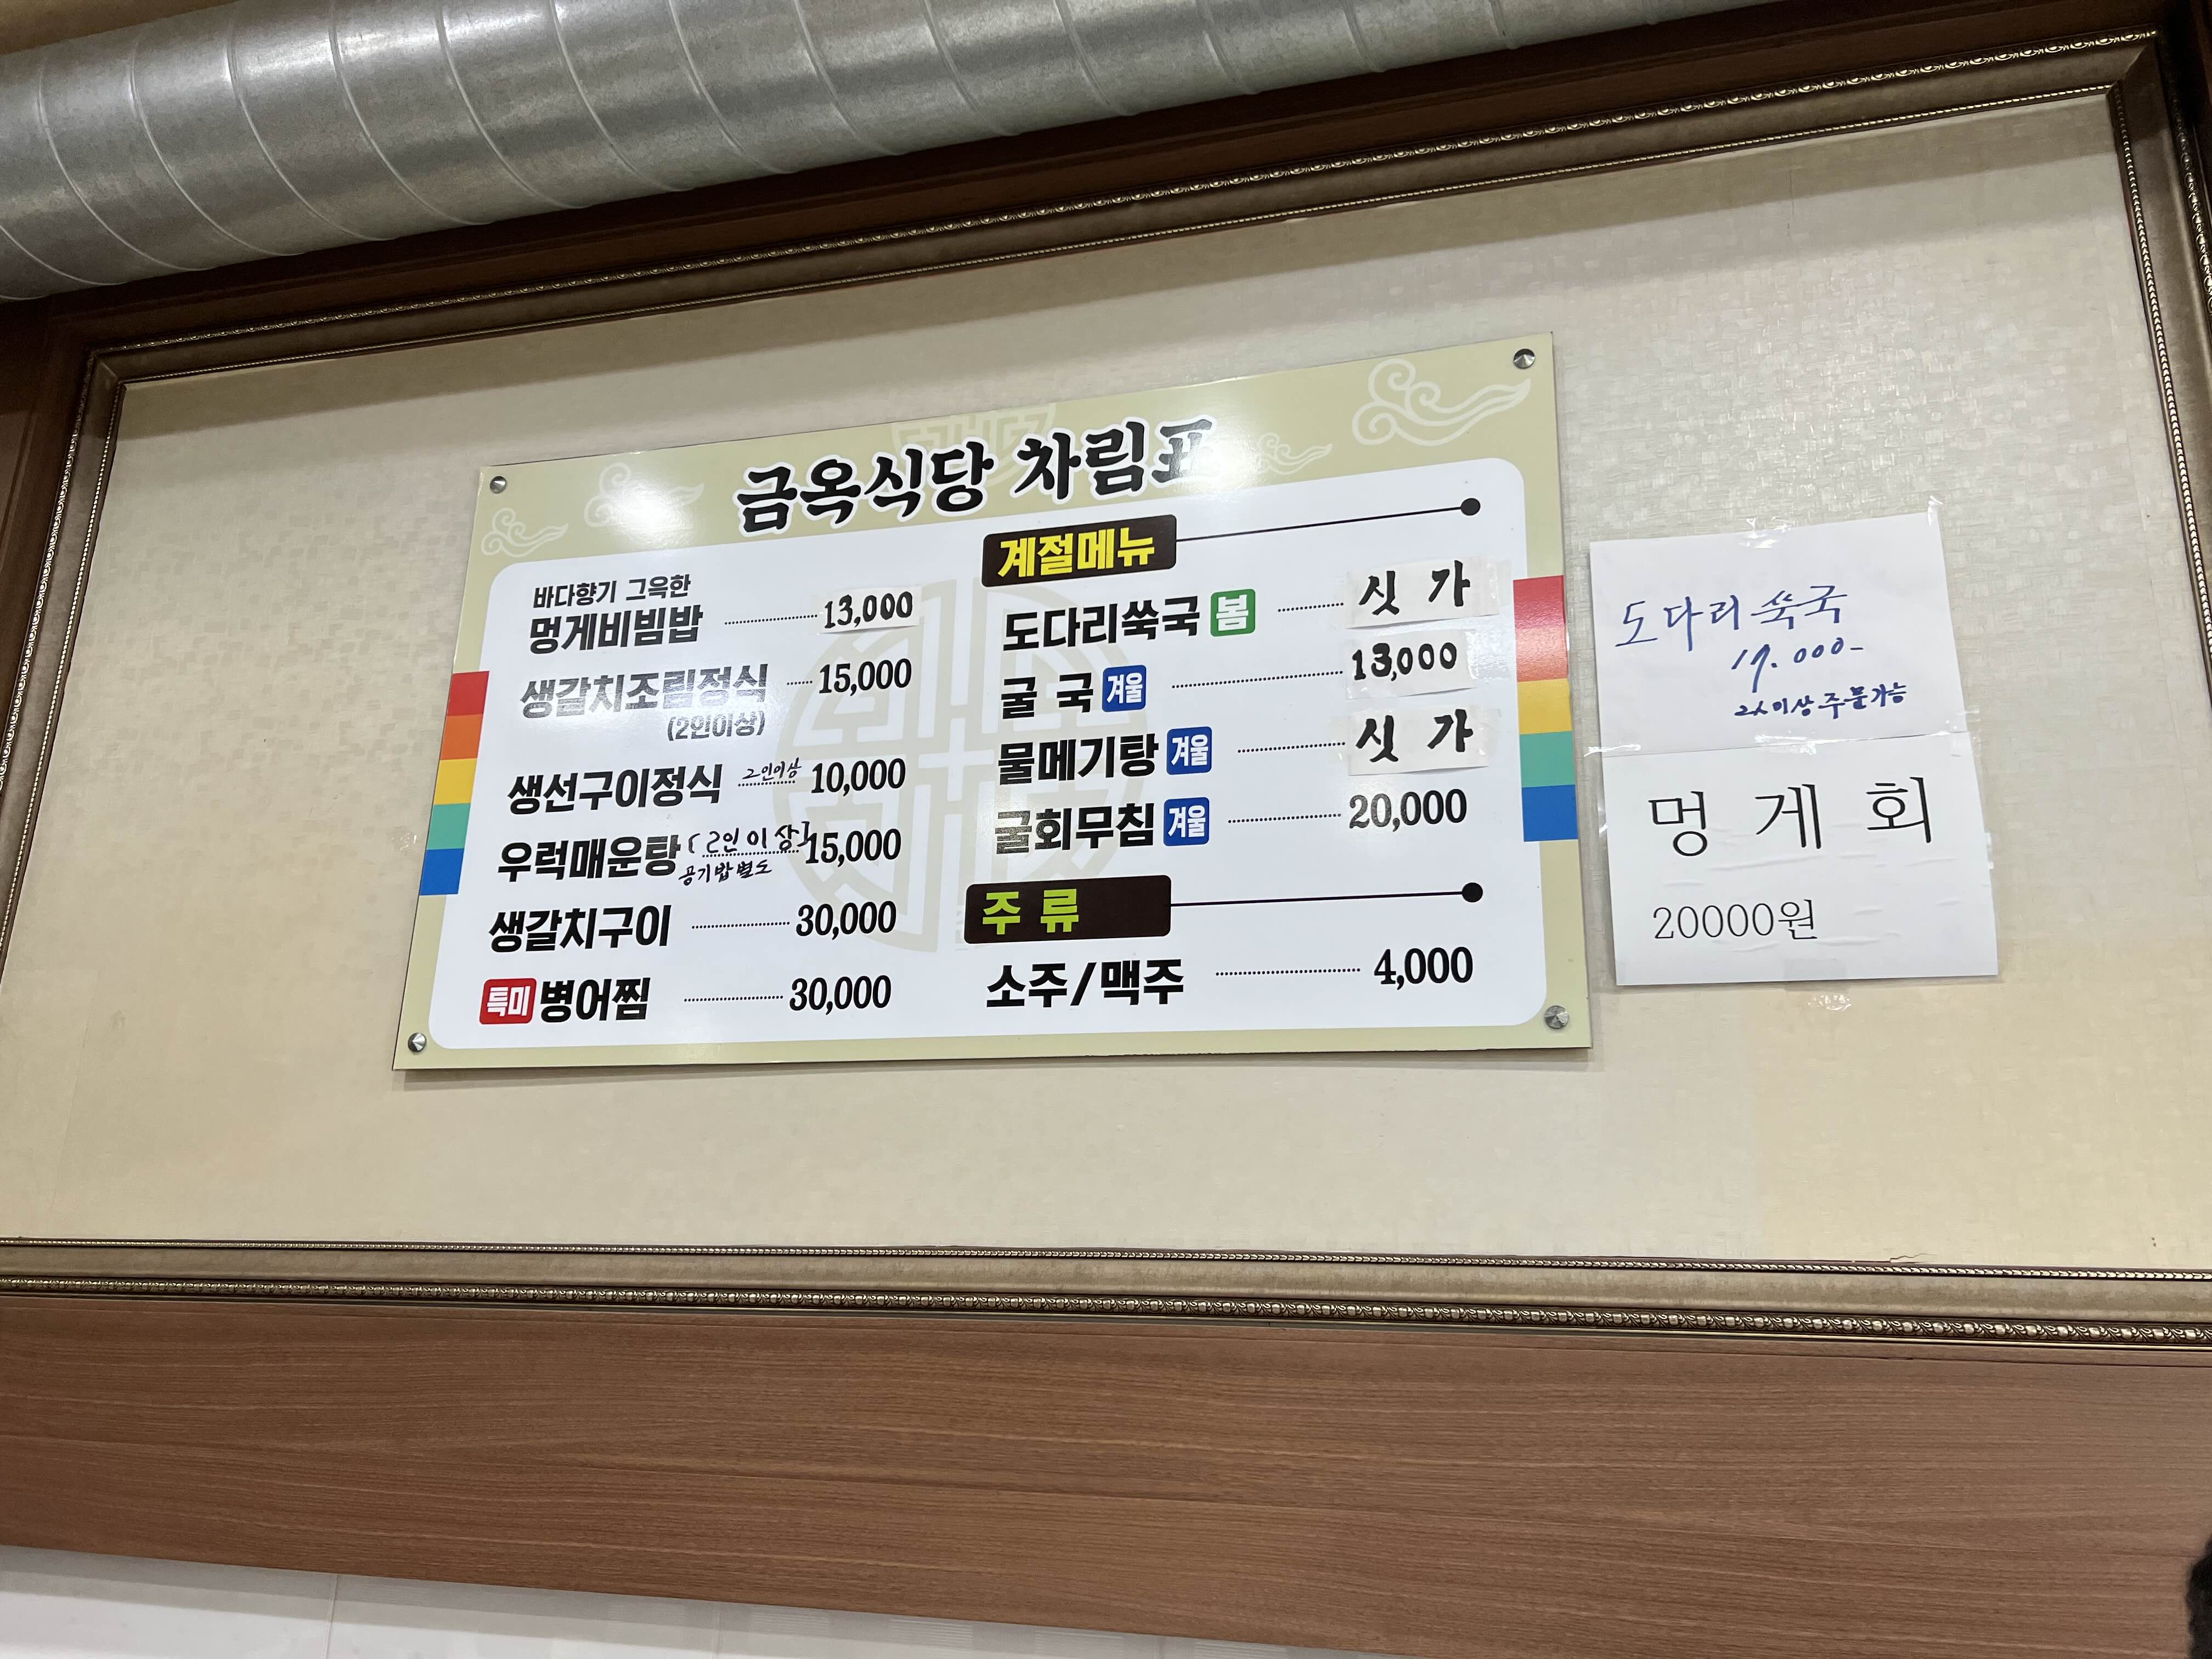 금옥식당 차림표
바다향기 그윽한
멍게비빔밥 13,000
생갈치조림정식 15,000
(2인이상)
생선구이정식 2인이상 10,000
우럭매운탕 (2인이상) 15,000
공기밥별도
생갈치구이 30,000
특미 병어찜 30,000
계절메뉴
도다리쑥국 봄 싯가
굴국 겨울 13,000
물메기탕 겨울 싯가
굴회무침 겨울 20,000
주류
소주/맥주 4,000
도다리쑥국
17.000-
2人이상주문가능
멍게회
20000원